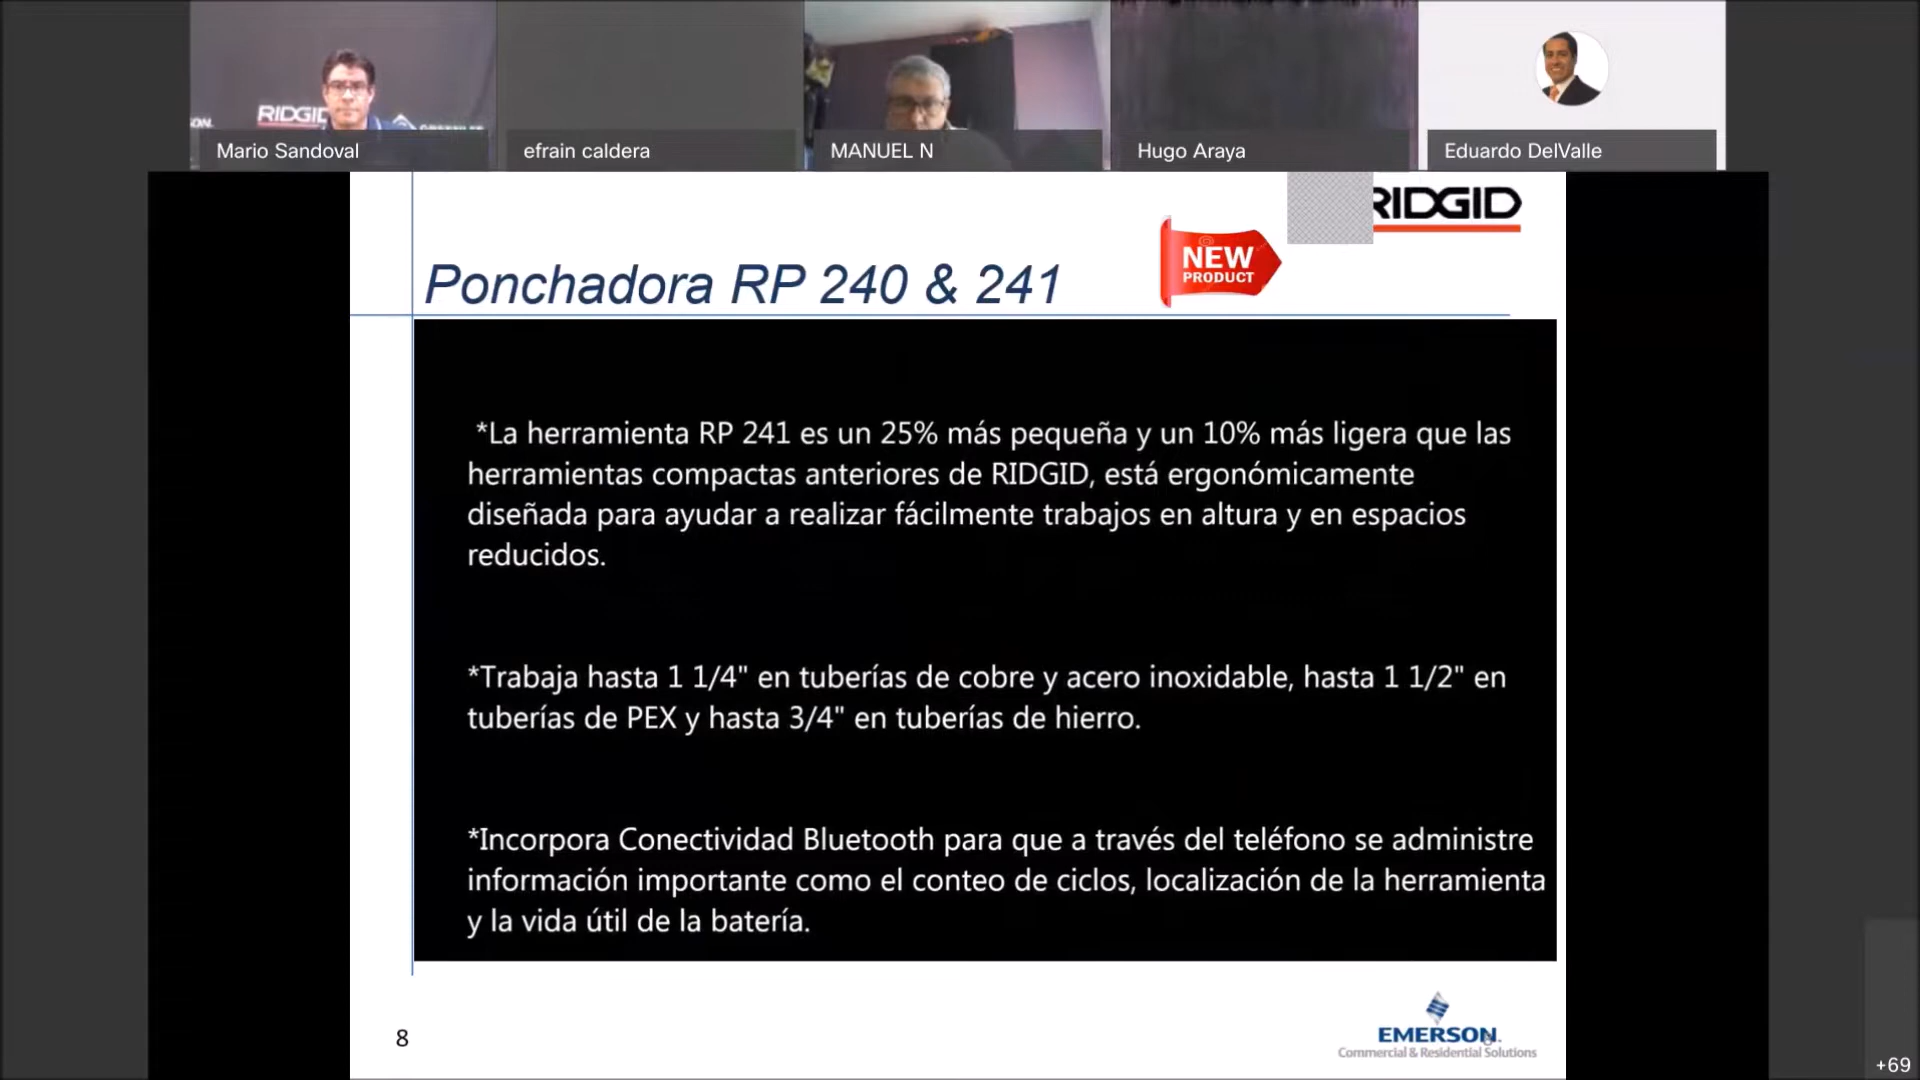 RIDGID
Mario Sandoval
efrain caldera
MANUEL N
Hugo Araya
Eduardo DelValle
RIDGID
NEW
PRODUCT
Ponchadora RP 240 & 241
*La herramienta RP 241 es un 25% más pequeña y un 10% más ligera que las
herramientas compactas anteriores de RIDGID, está ergonómicamente
diseñada para ayudar a realizar fácilmente trabajos en altura y en espacios
reducidos.
*Trabaja hasta 1 1/4" en tuberías de cobre y acero inoxidable, hasta 1 1/2" en
tuberías de PEX y hasta 3/4" en tuberías de hierro.
*Incorpora Conectividad Bluetooth para que a través del teléfono se administre
información importante como el conteo de ciclos, localización de la herramienta
y la vida útil de la batería.
8
EMERSON.
Commercial & Residential Solutions
+69